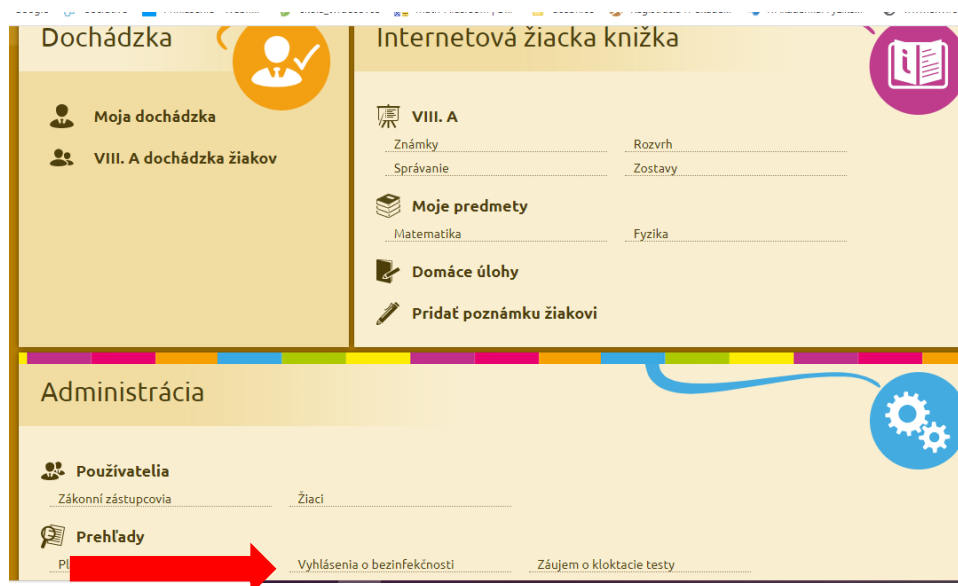 Dochádzka
Moja dochádzka
VIII. A dochádzka žiakov
Internetová žiacka knižka
VIII. A
Známky
Rozvrh
Správanie
Zostavy
Moje predmety
Matematika
Fyzika
Domáce úlohy
Pridať poznámku žiakovi
Administrácia
Používatelia
Zákonní zástupcovia
Žiaci
Prehľady
Vyhlásenia o bezinfekčnosti
Záujem o kloktacie testy